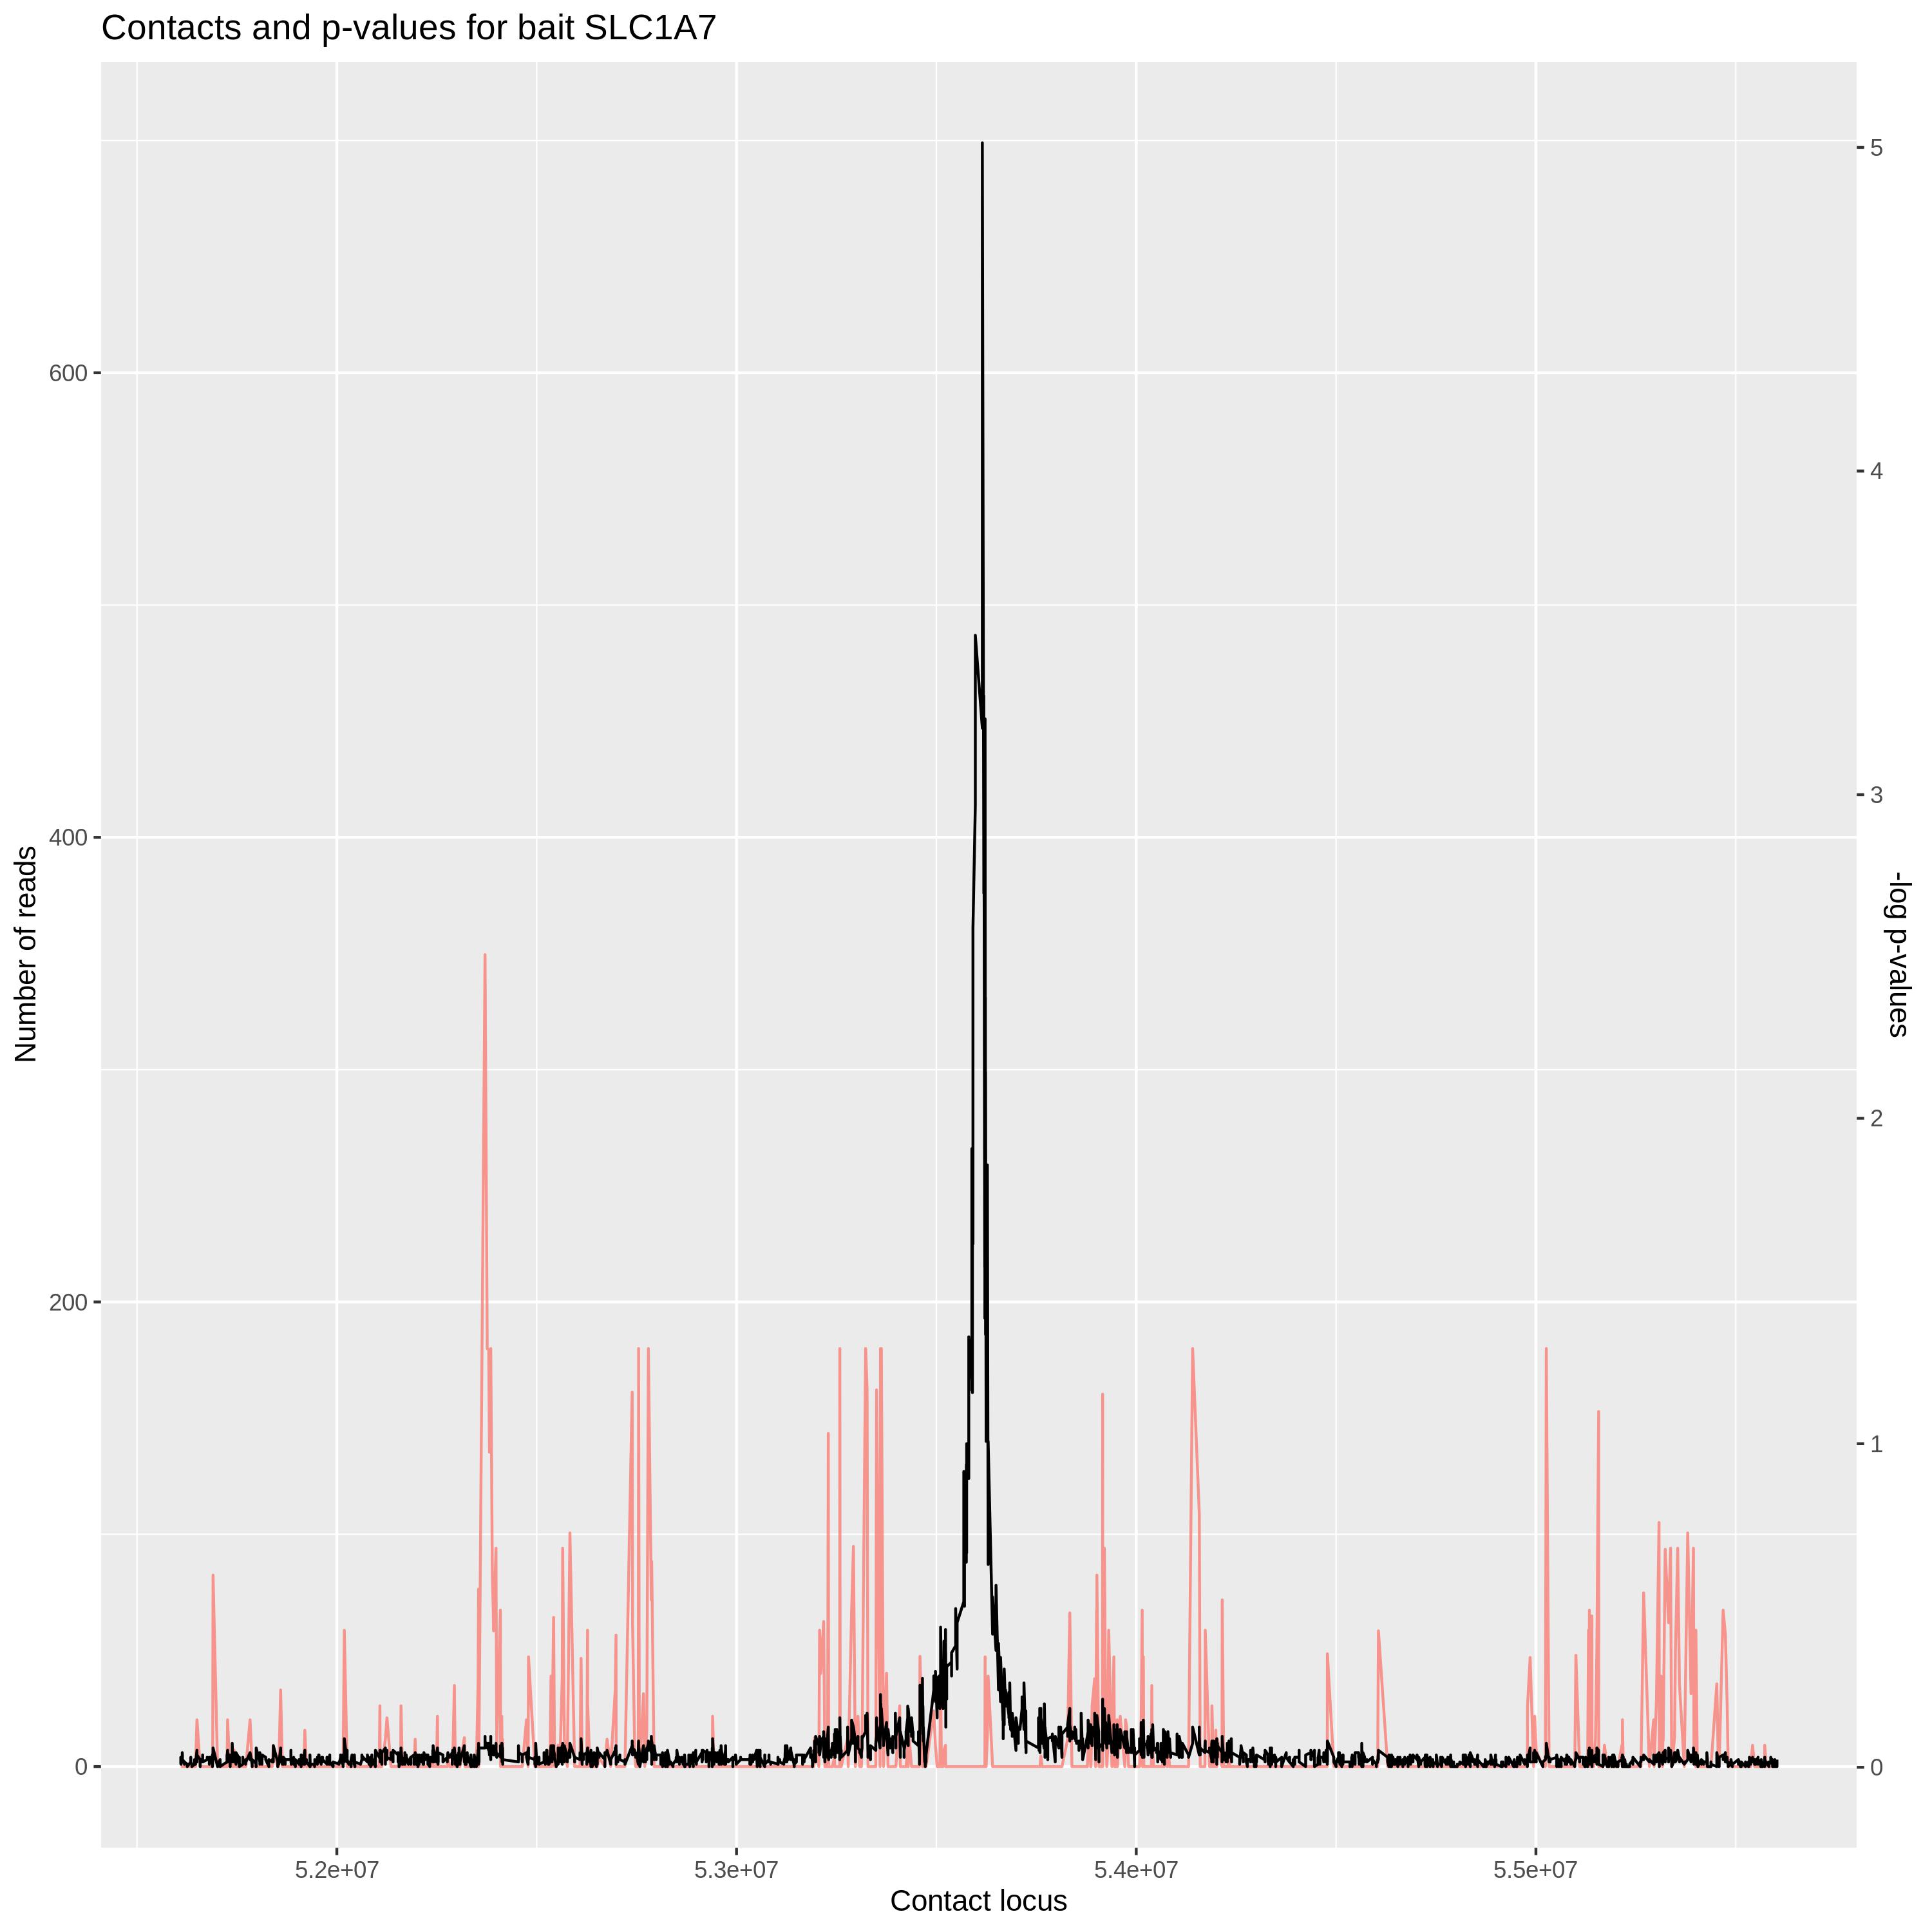 Contacts and p-values for bait SLC1A7
5
600
4
400
3
Number of reads
-log p-values
2
200
1
0
0
5.2e+07
5.3e+07
5.4e+07
5.5e+07
Contact locus